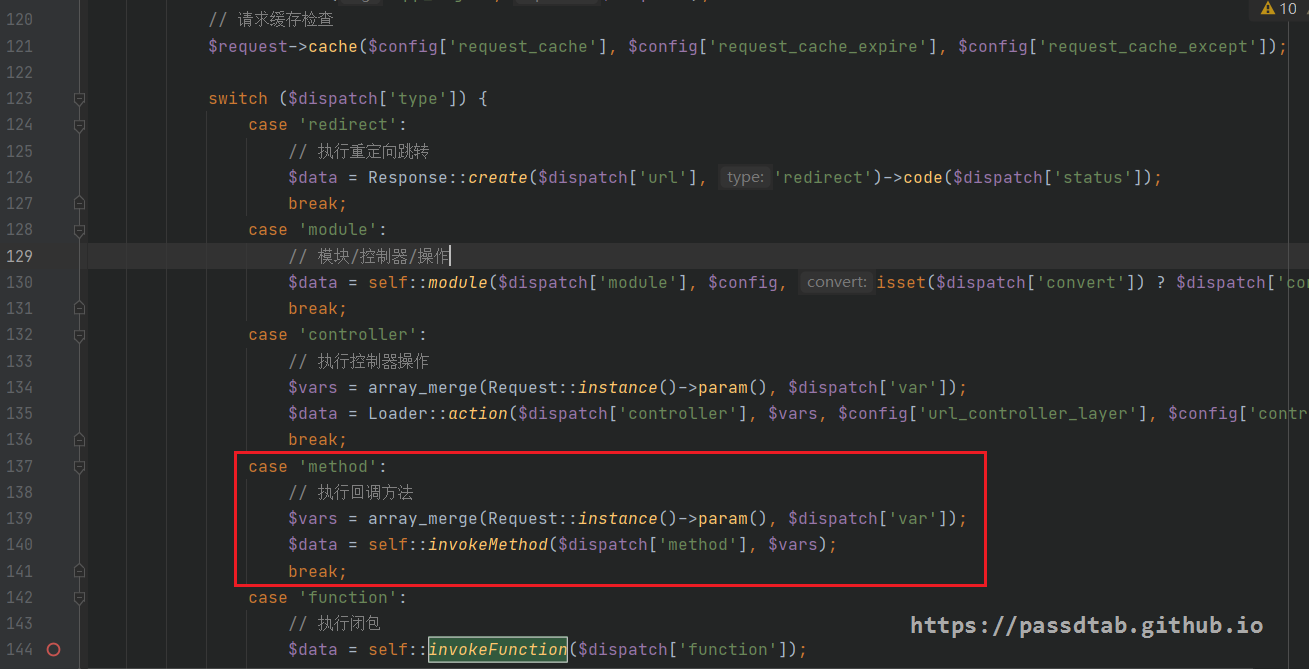 10
120 // 请求缓存检查
121 $request->cache($config['request_cache'], $config['request_cache_expire'], $config['request_cache_except']);
122
123 switch ($dispatch['type']) {
124 case 'redirect':
125 // 执行重定向跳转
126 $data = Response::create($dispatch['url'], type: 'redirect')->code($dispatch['status']);
127 break;
128 case 'module':
129 // 模块/控制器/操作
130 $data = self::module($dispatch['module'], $config, convert: isset($dispatch['convert']) ? $dispatch['con
131 break;
132 case 'controller':
133 // 执行控制器操作
134 $vars = array_merge(Request::instance()->param(), $dispatch['var']);
135 $data = Loader::action($dispatch['controller'], $vars, $config['url_controller_layer'], $config['contr
136 break;
137 case 'method':
138 // 执行回调方法
139 $vars = array_merge(Request::instance()->param(), $dispatch['var']);
140 $data = self::invokeMethod($dispatch['method'], $vars);
141 break;
142 case 'function':
143 // 执行闭包
144 $data = self::invokeFunction($dispatch['function']);
https://passdtab.github.io